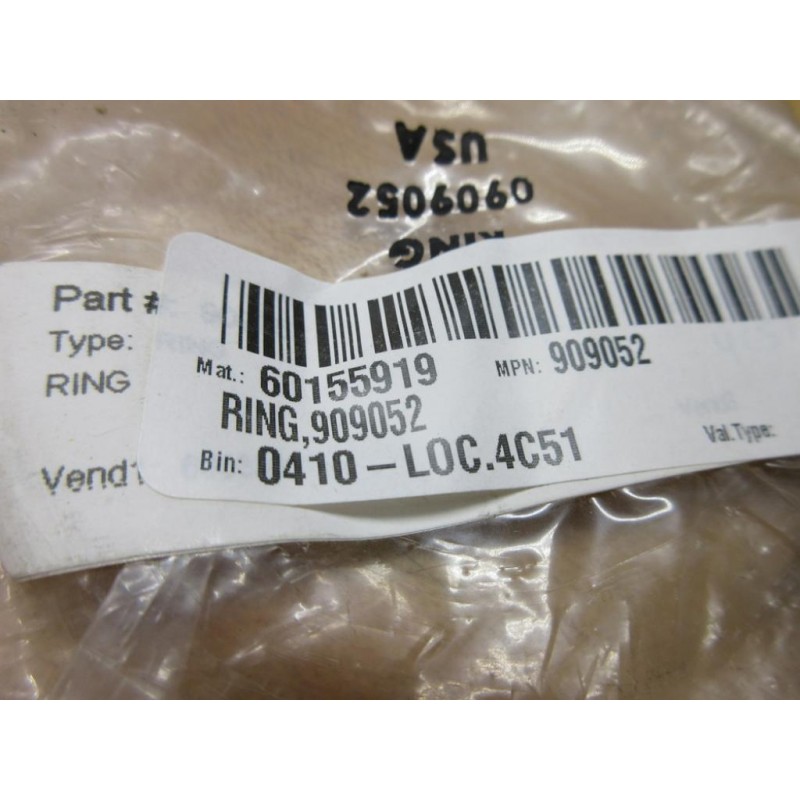 USA
0909052
RING
Part #:
Type: RING
RING
Vend1
Mat.: 60155919 MPN: 909052
RING,909052
Bin: 0410-LOC.4C51 Val.Type: